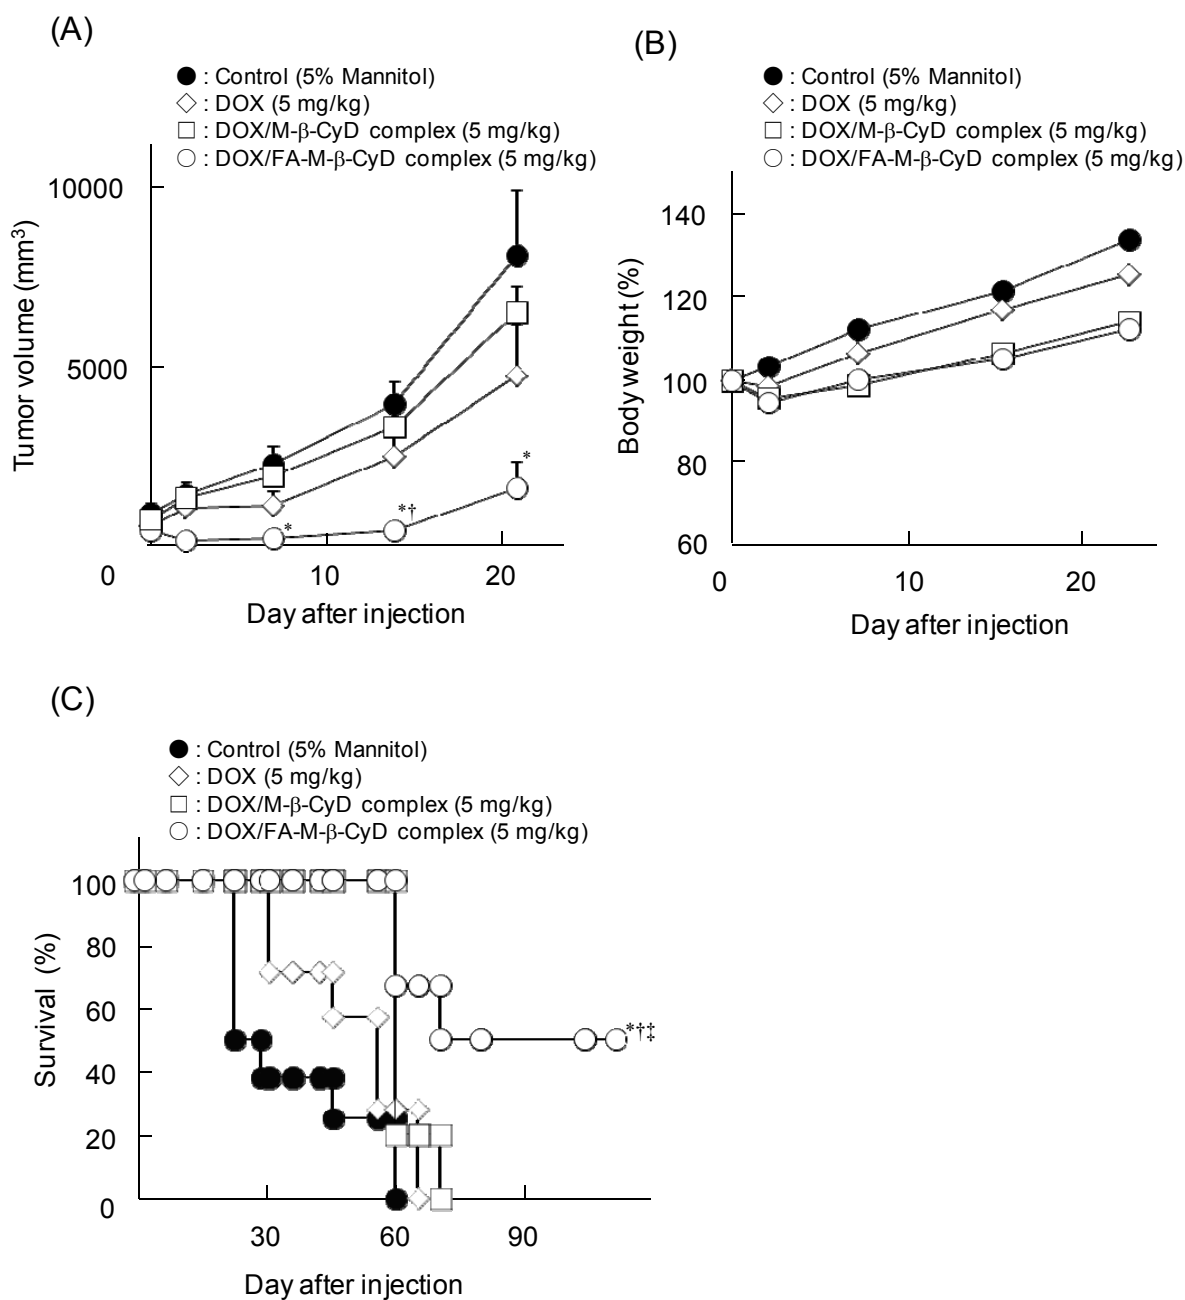 (A)
● : Control (5% Mannitol)
◇ : DOX (5 mg/kg)
□ : DOX/M-β-CyD complex (5 mg/kg)
○ : DOX/FA-M-β-CyD complex (5 mg/kg)
10000
5000
Tumor volume (mm³)
*
*†
*
0
10
20
Day after injection
(B)
● : Control (5% Mannitol)
◇ : DOX (5 mg/kg)
□ : DOX/M-β-CyD complex (5 mg/kg)
○ : DOX/FA-M-β-CyD complex (5 mg/kg)
140
120
100
80
60
Body weight (%)
0
10
20
Day after injection
(C)
● : Control (5% Mannitol)
◇ : DOX (5 mg/kg)
□ : DOX/M-β-CyD complex (5 mg/kg)
○ : DOX/FA-M-β-CyD complex (5 mg/kg)
100
80
60
40
20
0
Survival (%)
*†‡
30
60
90
Day after injection